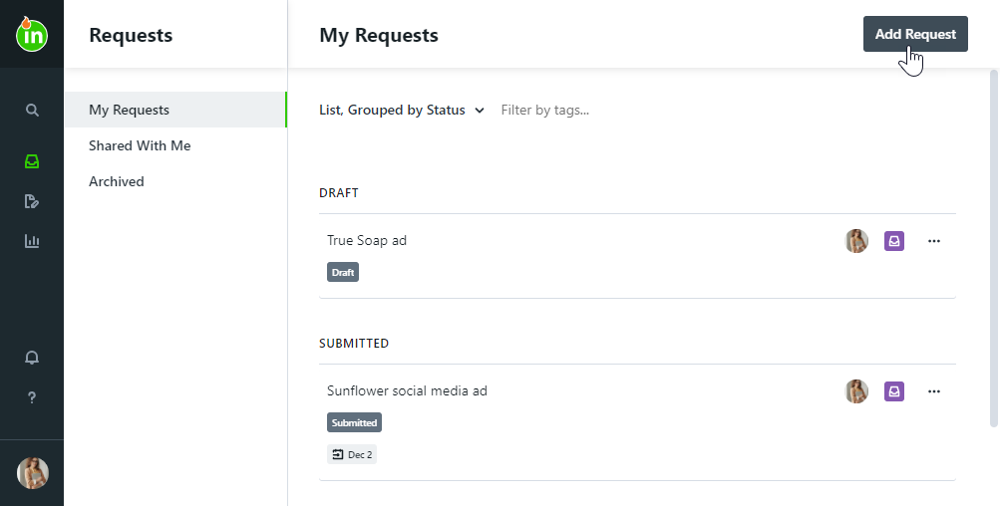 in
Requests
My Requests
Add Request
My Requests
Shared With Me
Archived
List, Grouped by Status
Filter by tags...
DRAFT
True Soap ad
Draft
SUBMITTED
Sunflower social media ad
Submitted
Dec 2
?